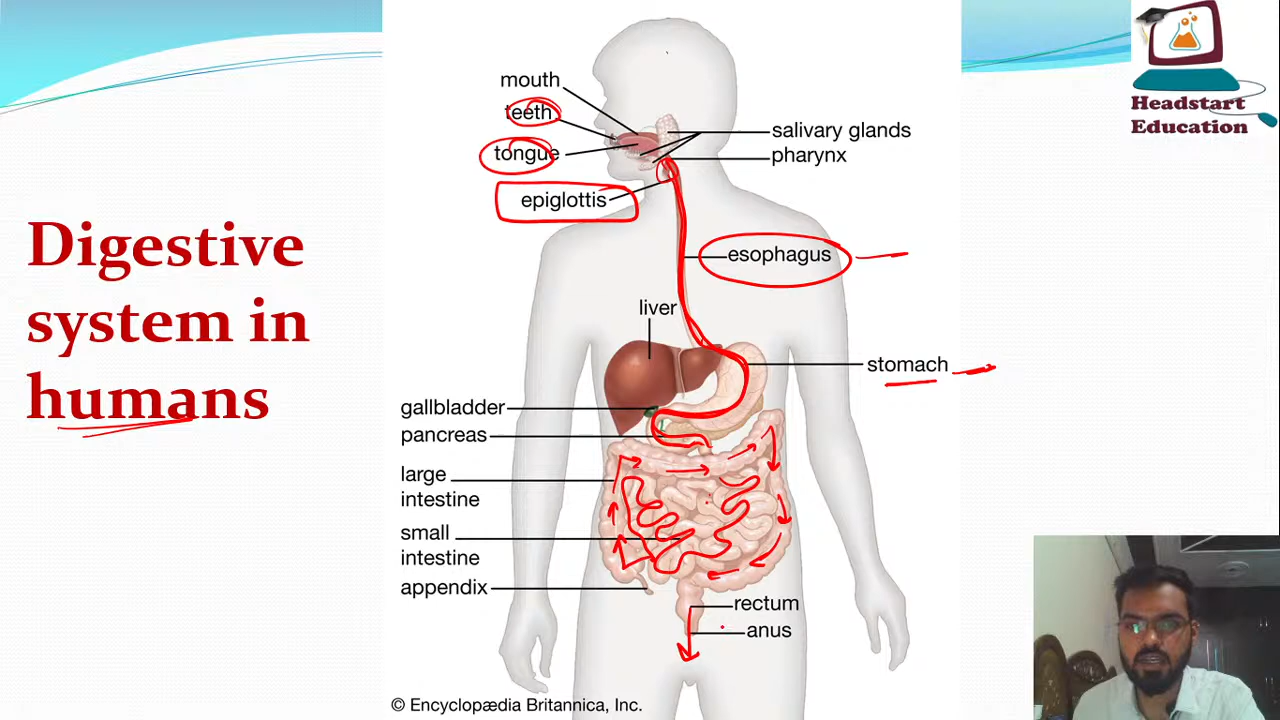 Headstart
Education
Digestive
system in
humans
mouth
teeth
tongue
epiglottis
salivary glands
pharynx
esophagus
liver
stomach
gallbladder
pancreas
large
intestine
small
intestine
appendix
rectum
anus
© Encyclopædia Britannica, Inc.